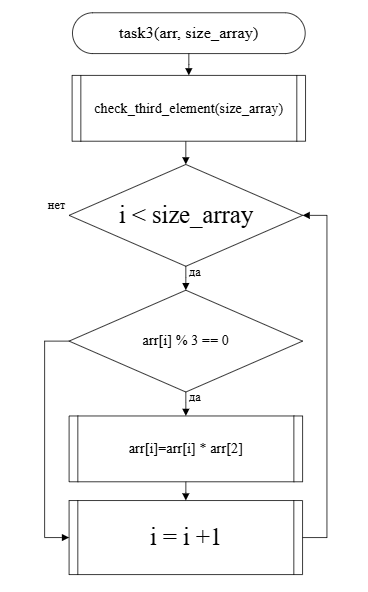 task3(arr, size_array)
check_third_element(size_array)
нет
i < size_array
да
arr[i] % 3 == 0
да
arr[i]=arr[i] * arr[2]
i = i +1